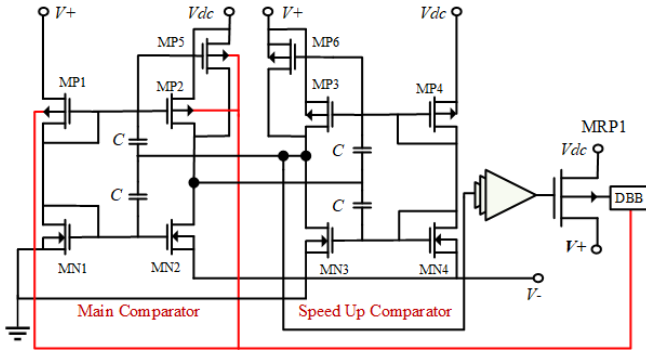 V+
Vdc
V+
Vdc
MP5
MP6
MP1
MP2
MP3
MP4
MRP1
C
C
Vdc
C
C
DBB
V+
MN1
MN2
MN3
MN4
V-
Main Comparator
Speed Up Comparator